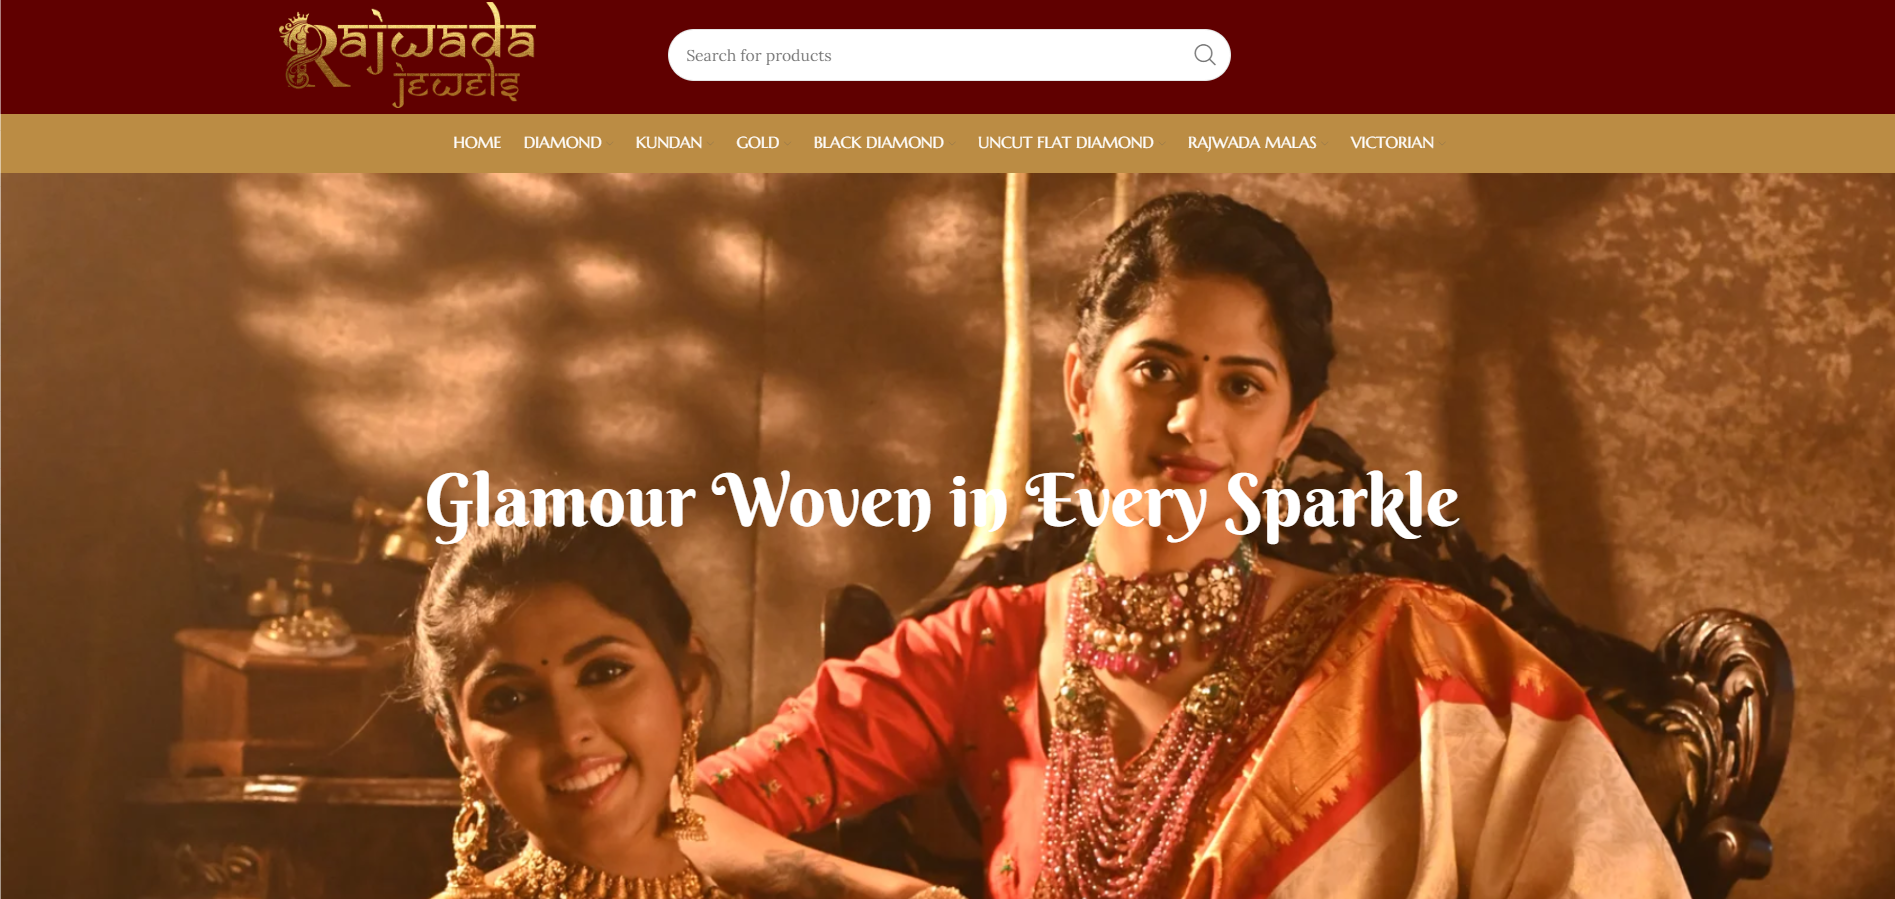 Rajwada
jewels
Search for products
HOME DIAMOND KUNDAN GOLD BLACK DIAMOND UNCUT FLAT DIAMOND RAJWADA MALAS VICTORIAN
Glamour Woven in Every Sparkle